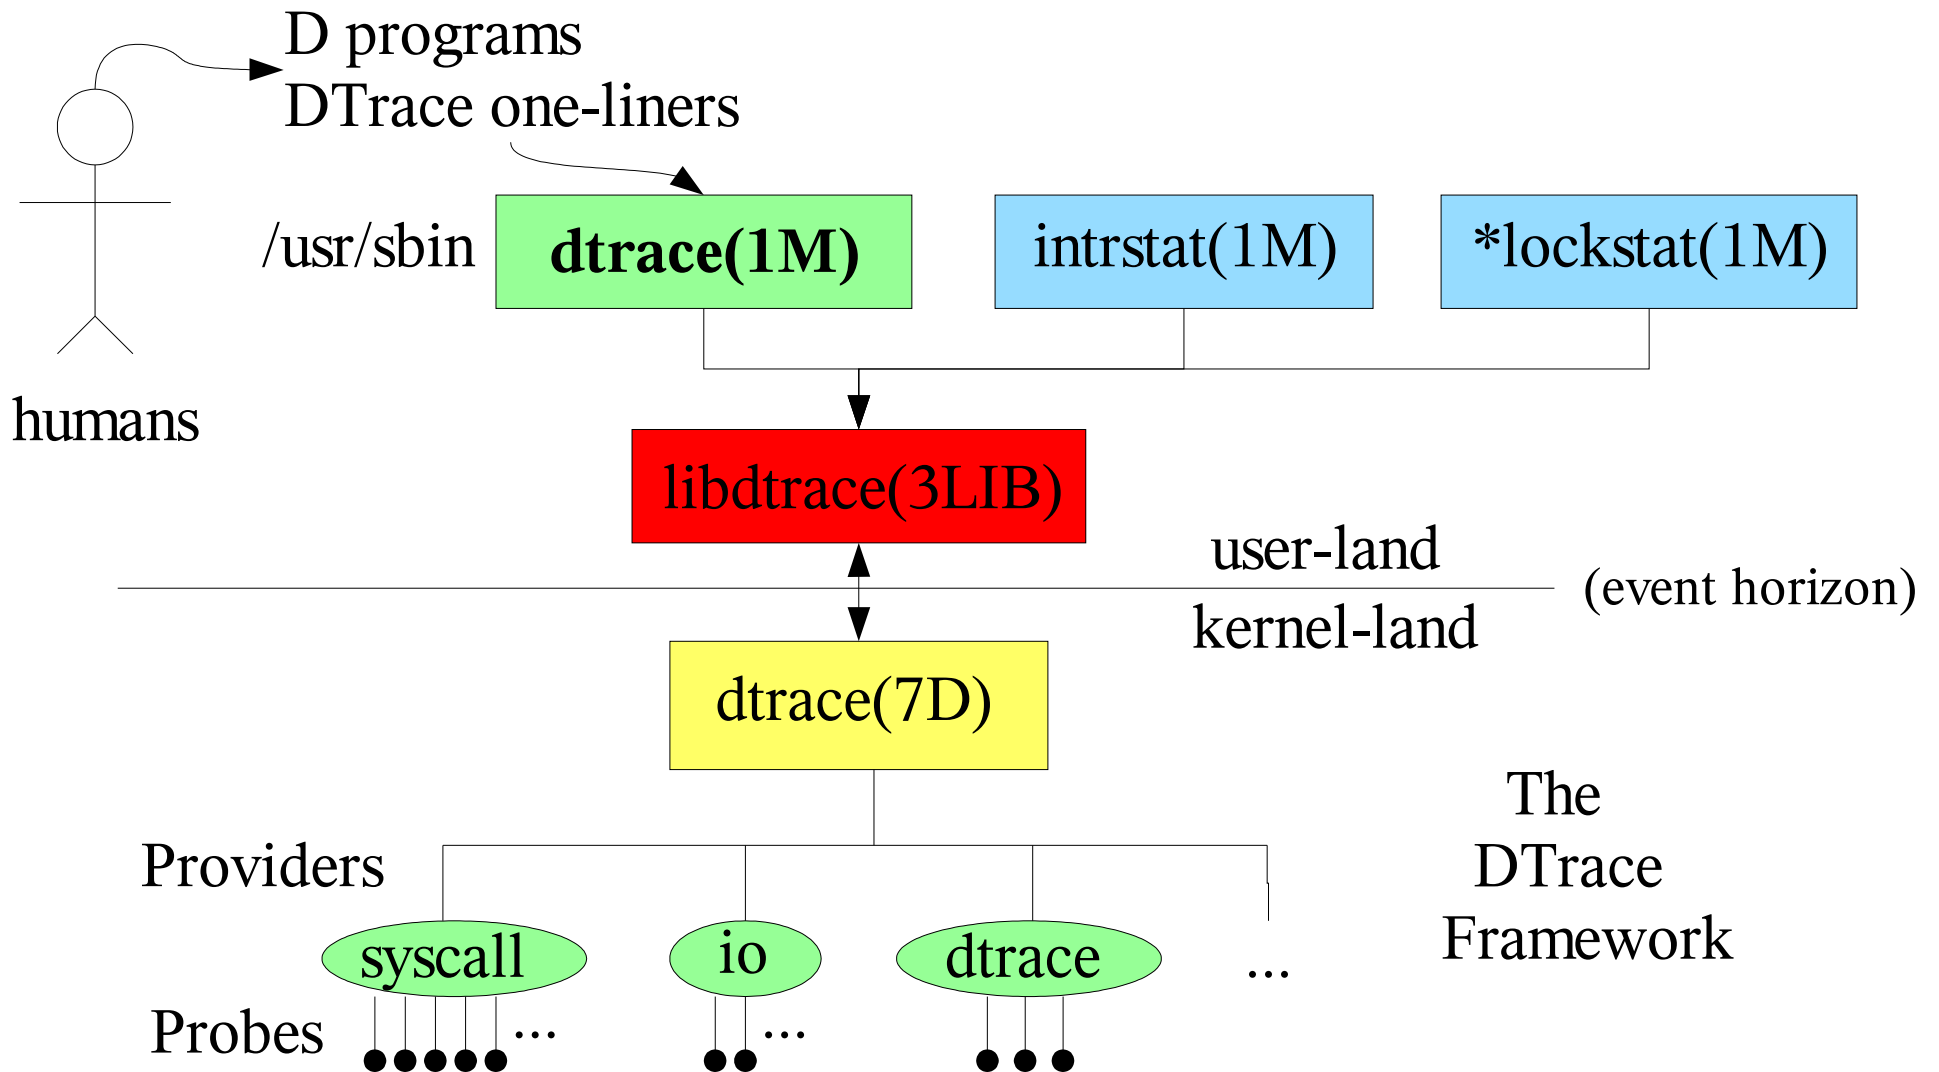 D programs
DTrace one-liners
/usr/sbin
dtrace(1M)
intrstat(1M)
*lockstat(1M)
humans
libdtrace(3LIB)
user-land
(event horizon)
kernel-land
dtrace(7D)
The
DTrace
Framework
Providers
syscall
io
dtrace
...
Probes
...
...